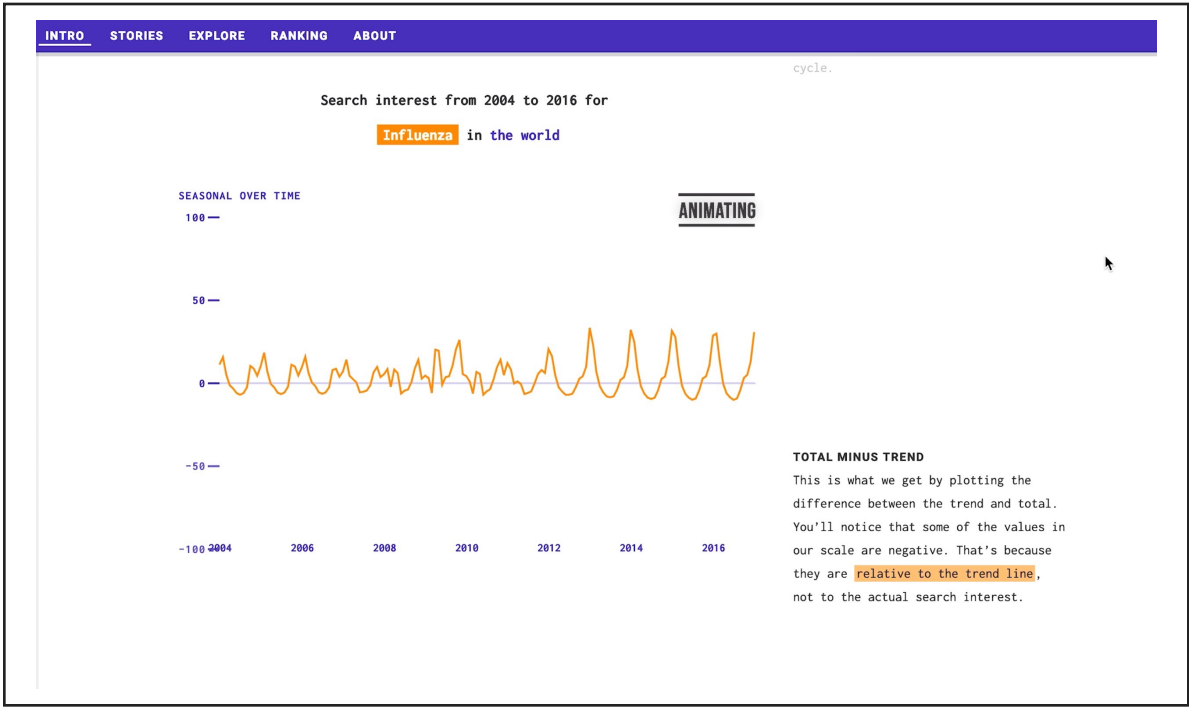 INTRO STORIES EXPLORE RANKING ABOUT
cycle.
Search interest from 2004 to 2016 for
Influenza in the world
SEASONAL OVER TIME
ANIMATING
100
50
0
-50
-100
2004 2006 2008 2010 2012 2014 2016
TOTAL MINUS TREND
This is what we get by plotting the
difference between the trend and total.
You'll notice that some of the values in
our scale are negative. That's because
they are relative to the trend line,
not to the actual search interest.